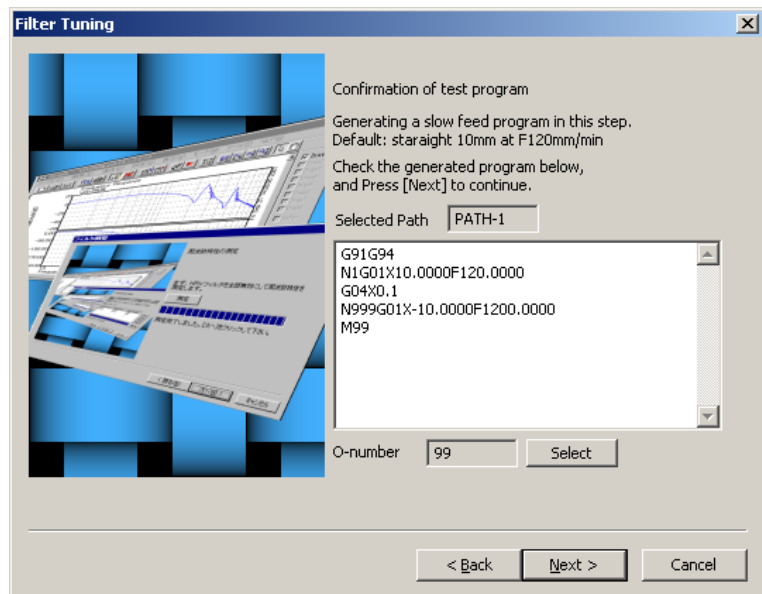 Filter Tuning
Confirmation of test program
Generating a slow feed program in this step.
Default: staraight 10mm at F120mm/min
Check the generated program below,
and Press [Next] to continue.
Selected Path PATH-1
G91G94
N1G01X10.0000F120.0000
G04X0.1
N999G01X-10.0000F1200.0000
M99
O-number 99 Select
< Back Next > Cancel